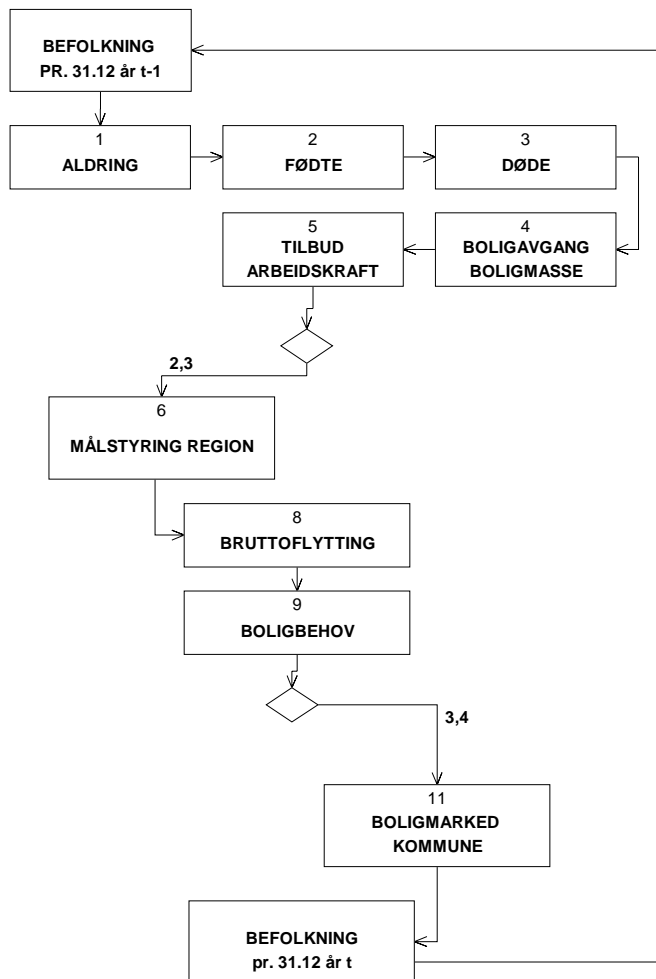 BEFOLKNING
PR. 31.12 år t-1
1
ALDRING
2
FØDTE
3
DØDE
5
TILBUD
ARBEIDSKRAFT
4
BOLIGAVGANG
BOLIGMASSE
2,3
6
MÅLSTYRING REGION
8
BRUTTOFLYTTING
9
BOLIGBEHOV
3,4
11
BOLIGMARKED
KOMMUNE
BEFOLKNING
pr. 31.12 år t